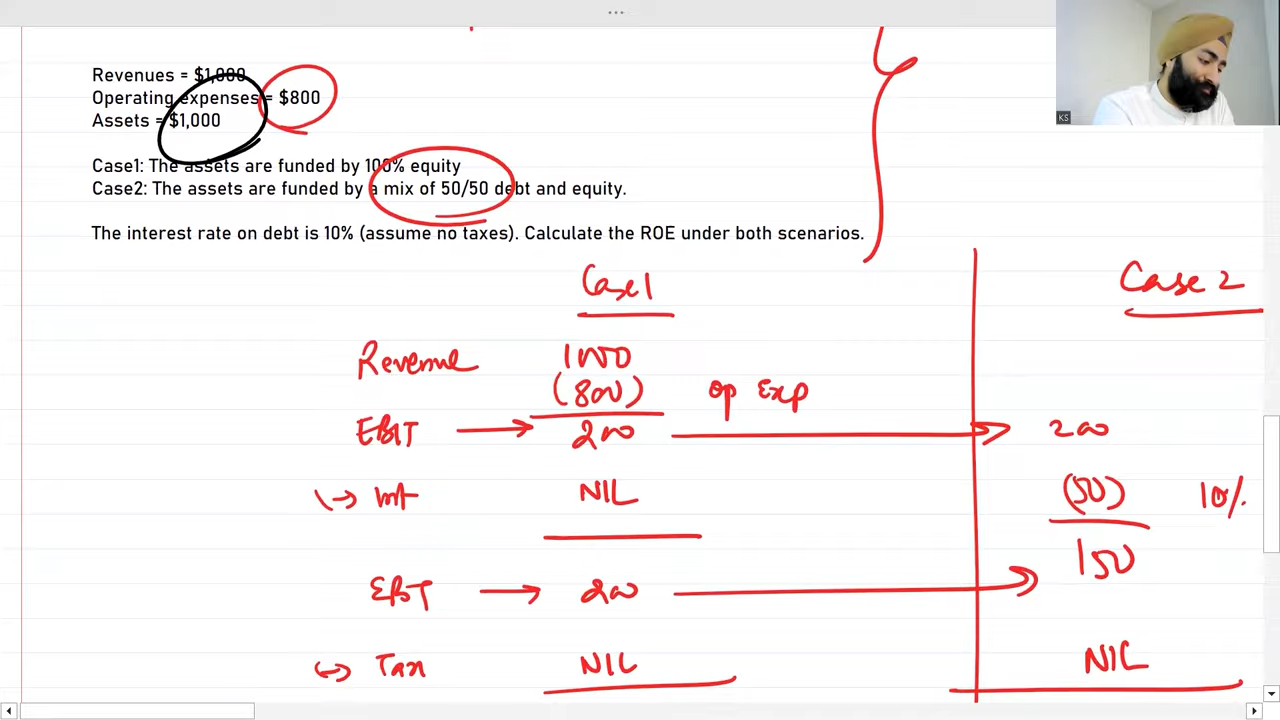 Revenues = $1,000
Operating expenses = $800
Assets = $1,000
Case1: The assets are funded by 100% equity
Case2: The assets are funded by a mix of 50/50 debt and equity.
The interest rate on debt is 10% (assume no taxes). Calculate the ROE under both scenarios.
Case 1 Case 2
Revenue 1000
(800) op Exp
EBIT → 200 → 200
↪ Int NIL (50) 10%
150
EBT → 200 →
↪ Tax NIL NIL
KS